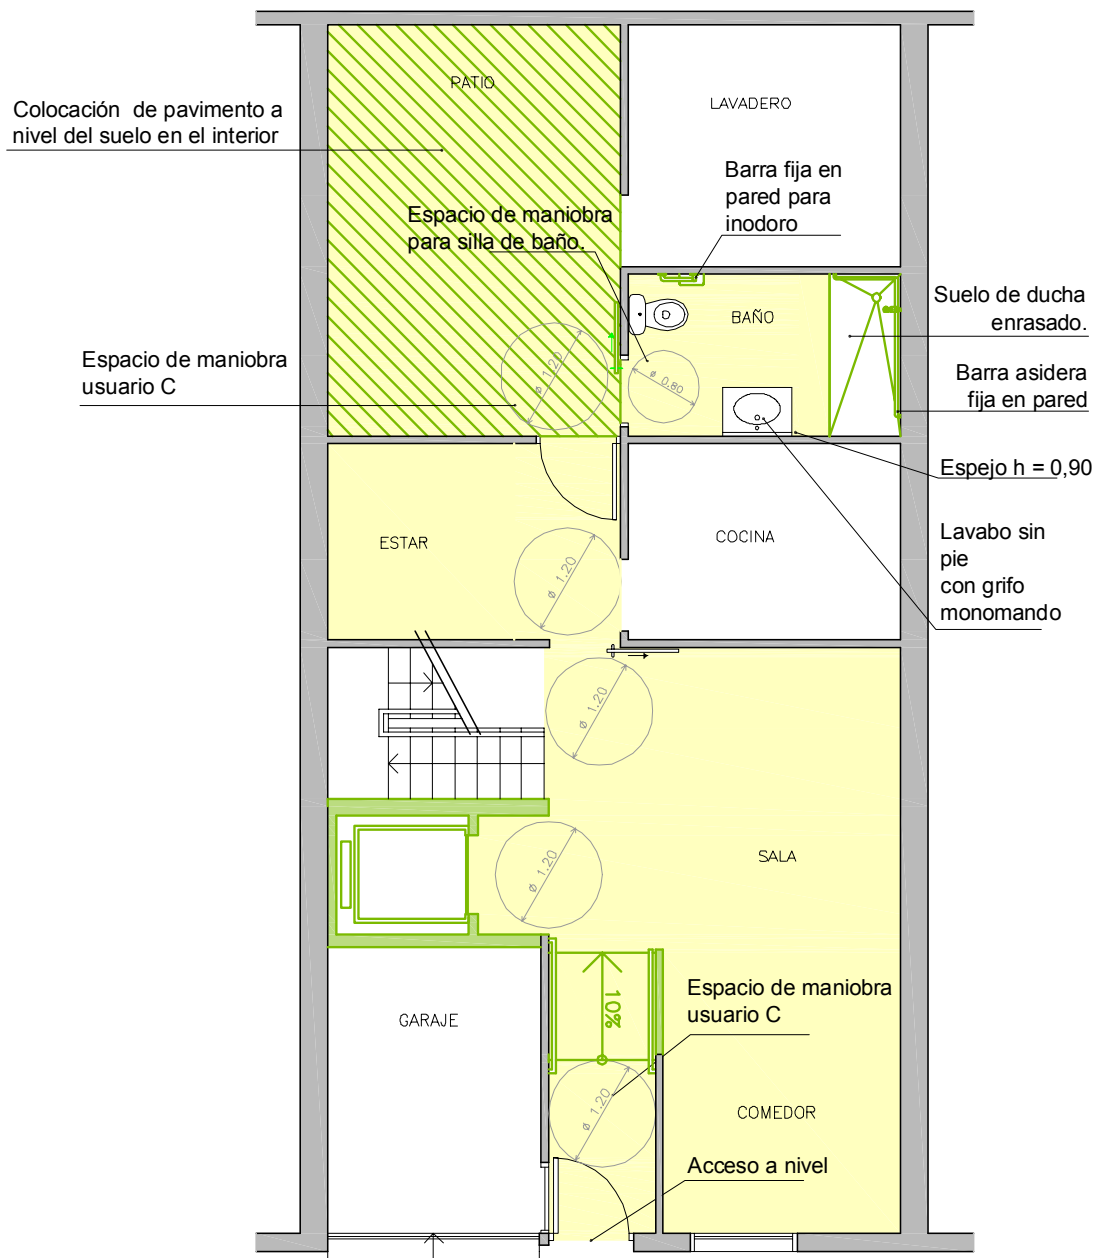 PATIO
LAVADERO
Colocación de pavimento a
nivel del suelo en el interior
Barra fija en
pared para
inodoro
Espacio de maniobra
para silla de baño.
Suelo de ducha
enrasado.
BAÑO
Espacio de maniobra
usuario C
ø 1.20
ø 0.80
Barra asidera
fija en pared
Espejo h = 0,90
ESTAR
COCINA
Lavabo sin
pie
con grifo
monomando
ø 1.20
ø 1.20
SALA
ø 1.20
Espacio de maniobra
usuario C
10%
GARAJE
ø 1.20
COMEDOR
Acceso a nivel